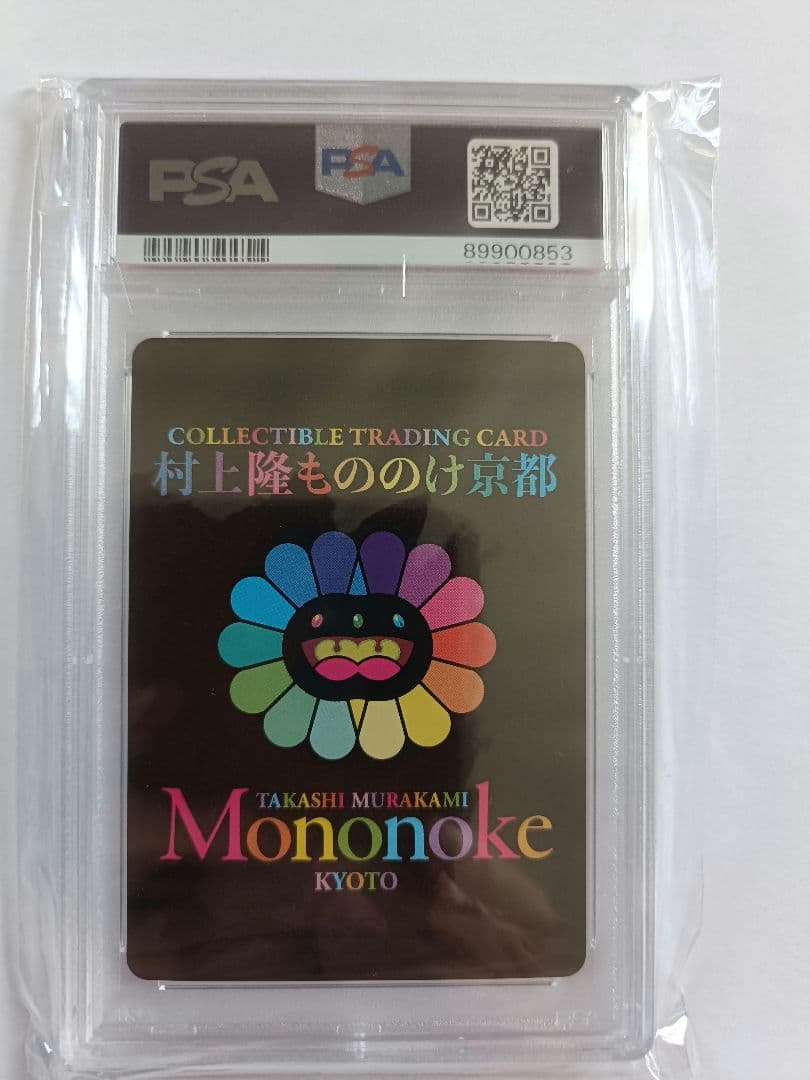 PSA
PSA
89900853
COLLECTIBLE TRADING CARD
村上隆もののけ京都
TAKASHI MURAKAMI
Mononoke
KYOTO